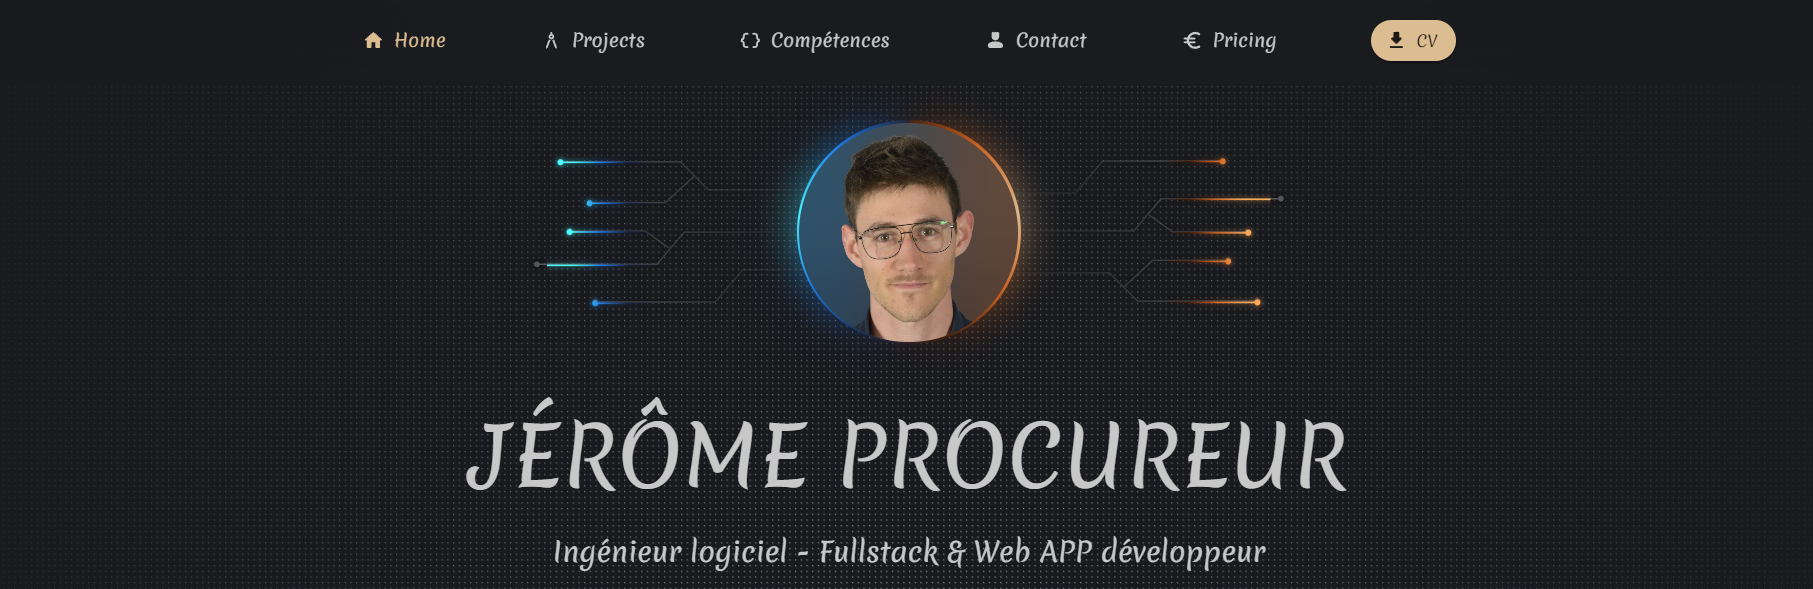 Home Projects Compétences Contact Pricing CV
JÉRÔME PROCUREUR
Ingénieur logiciel - Fullstack & Web APP développeur